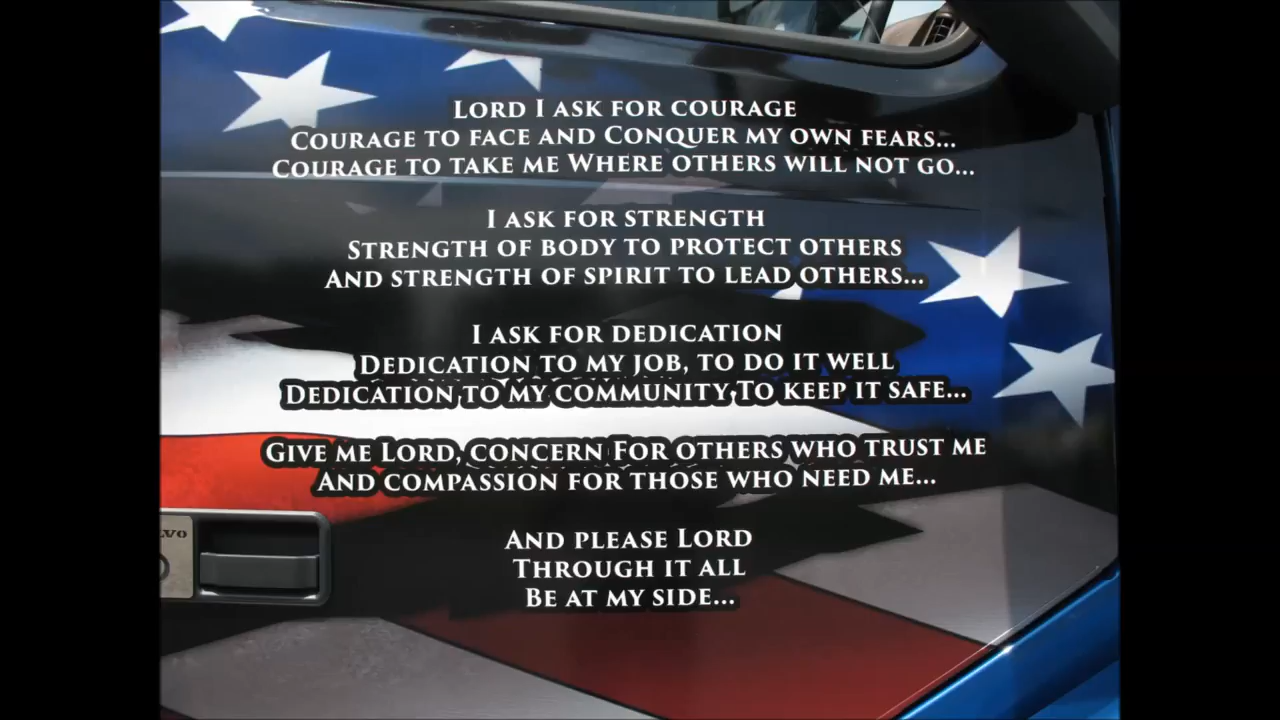 Lord I ask for courage
Courage to face and Conquer my own fears...
Courage to take me Where others will not go...
I ask for strength
Strength of body to protect others
And strength of spirit to lead others...
I ask for dedication
Dedication to my job, to do it well
Dedication to my community To keep it safe...
Give me Lord, concern For others who trust me
And compassion for those who need me...
And please Lord
Through it all
Be at my side...